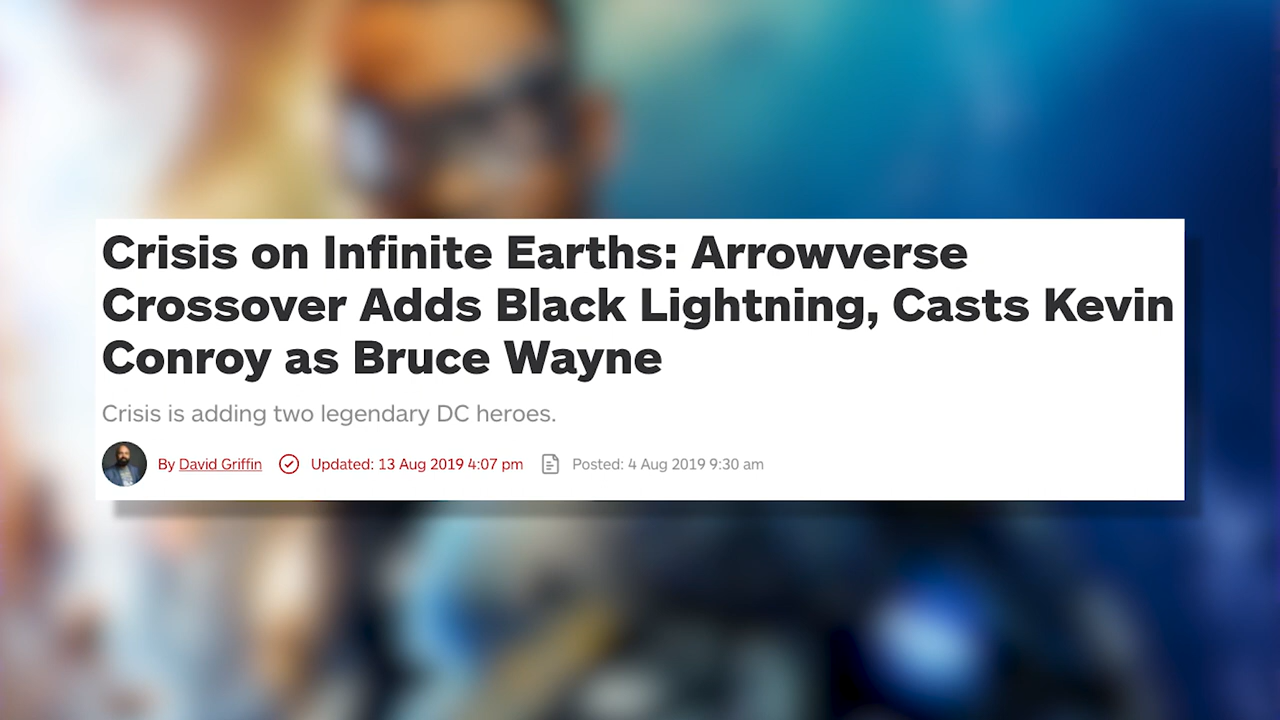 Crisis on Infinite Earths: Arrowverse
Crossover Adds Black Lightning, Casts Kevin
Conroy as Bruce Wayne
Crisis is adding two legendary DC heroes.
By David Griffin Updated: 13 Aug 2019 4:07 pm Posted: 4 Aug 2019 9:30 am